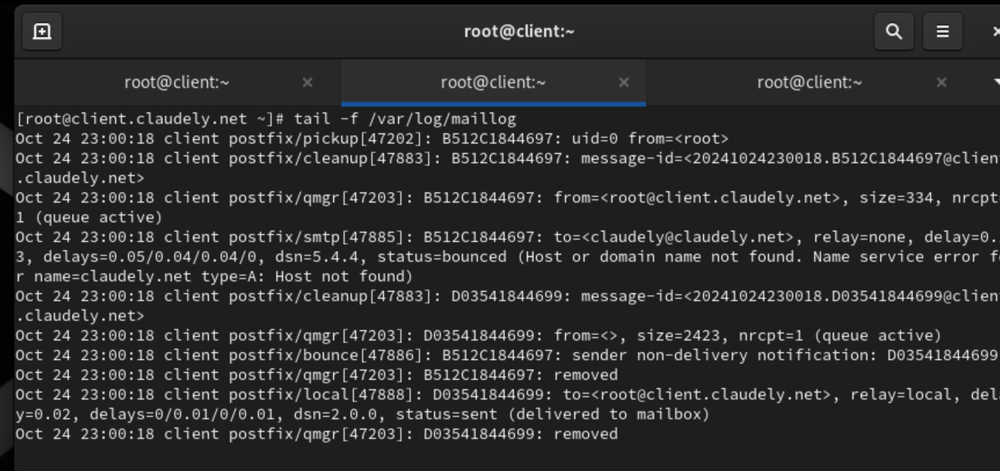 root@client:~
root@client:~ root@client:~ root@client:~
[root@client.claudely.net ~]# tail -f /var/log/maillog
Oct 24 23:00:18 client postfix/pickup[47202]: B512C1844697: uid=0 from=<root>
Oct 24 23:00:18 client postfix/cleanup[47883]: B512C1844697: message-id=<20241024230018.B512C1844697@clien
.claudely.net>
Oct 24 23:00:18 client postfix/qmgr[47203]: B512C1844697: from=<root@client.claudely.net>, size=334, nrcpt=
1 (queue active)
Oct 24 23:00:18 client postfix/smtp[47885]: B512C1844697: to=<claudely@claudely.net>, relay=none, delay=0.
3, delays=0.05/0.04/0.04/0, dsn=5.4.4, status=bounced (Host or domain name not found. Name service error f
r name=claudely.net type=A: Host not found)
Oct 24 23:00:18 client postfix/cleanup[47883]: D03541844699: message-id=<20241024230018.D03541844699@clien
.claudely.net>
Oct 24 23:00:18 client postfix/qmgr[47203]: D03541844699: from=<>, size=2423, nrcpt=1 (queue active)
Oct 24 23:00:18 client postfix/bounce[47886]: B512C1844697: sender non-delivery notification: D03541844699
Oct 24 23:00:18 client postfix/qmgr[47203]: B512C1844697: removed
Oct 24 23:00:18 client postfix/local[47888]: D03541844699: to=<root@client.claudely.net>, relay=local, del
y=0.02, delays=0/0.01/0/0.01, dsn=2.0.0, status=sent (delivered to mailbox)
Oct 24 23:00:18 client postfix/qmgr[47203]: D03541844699: removed